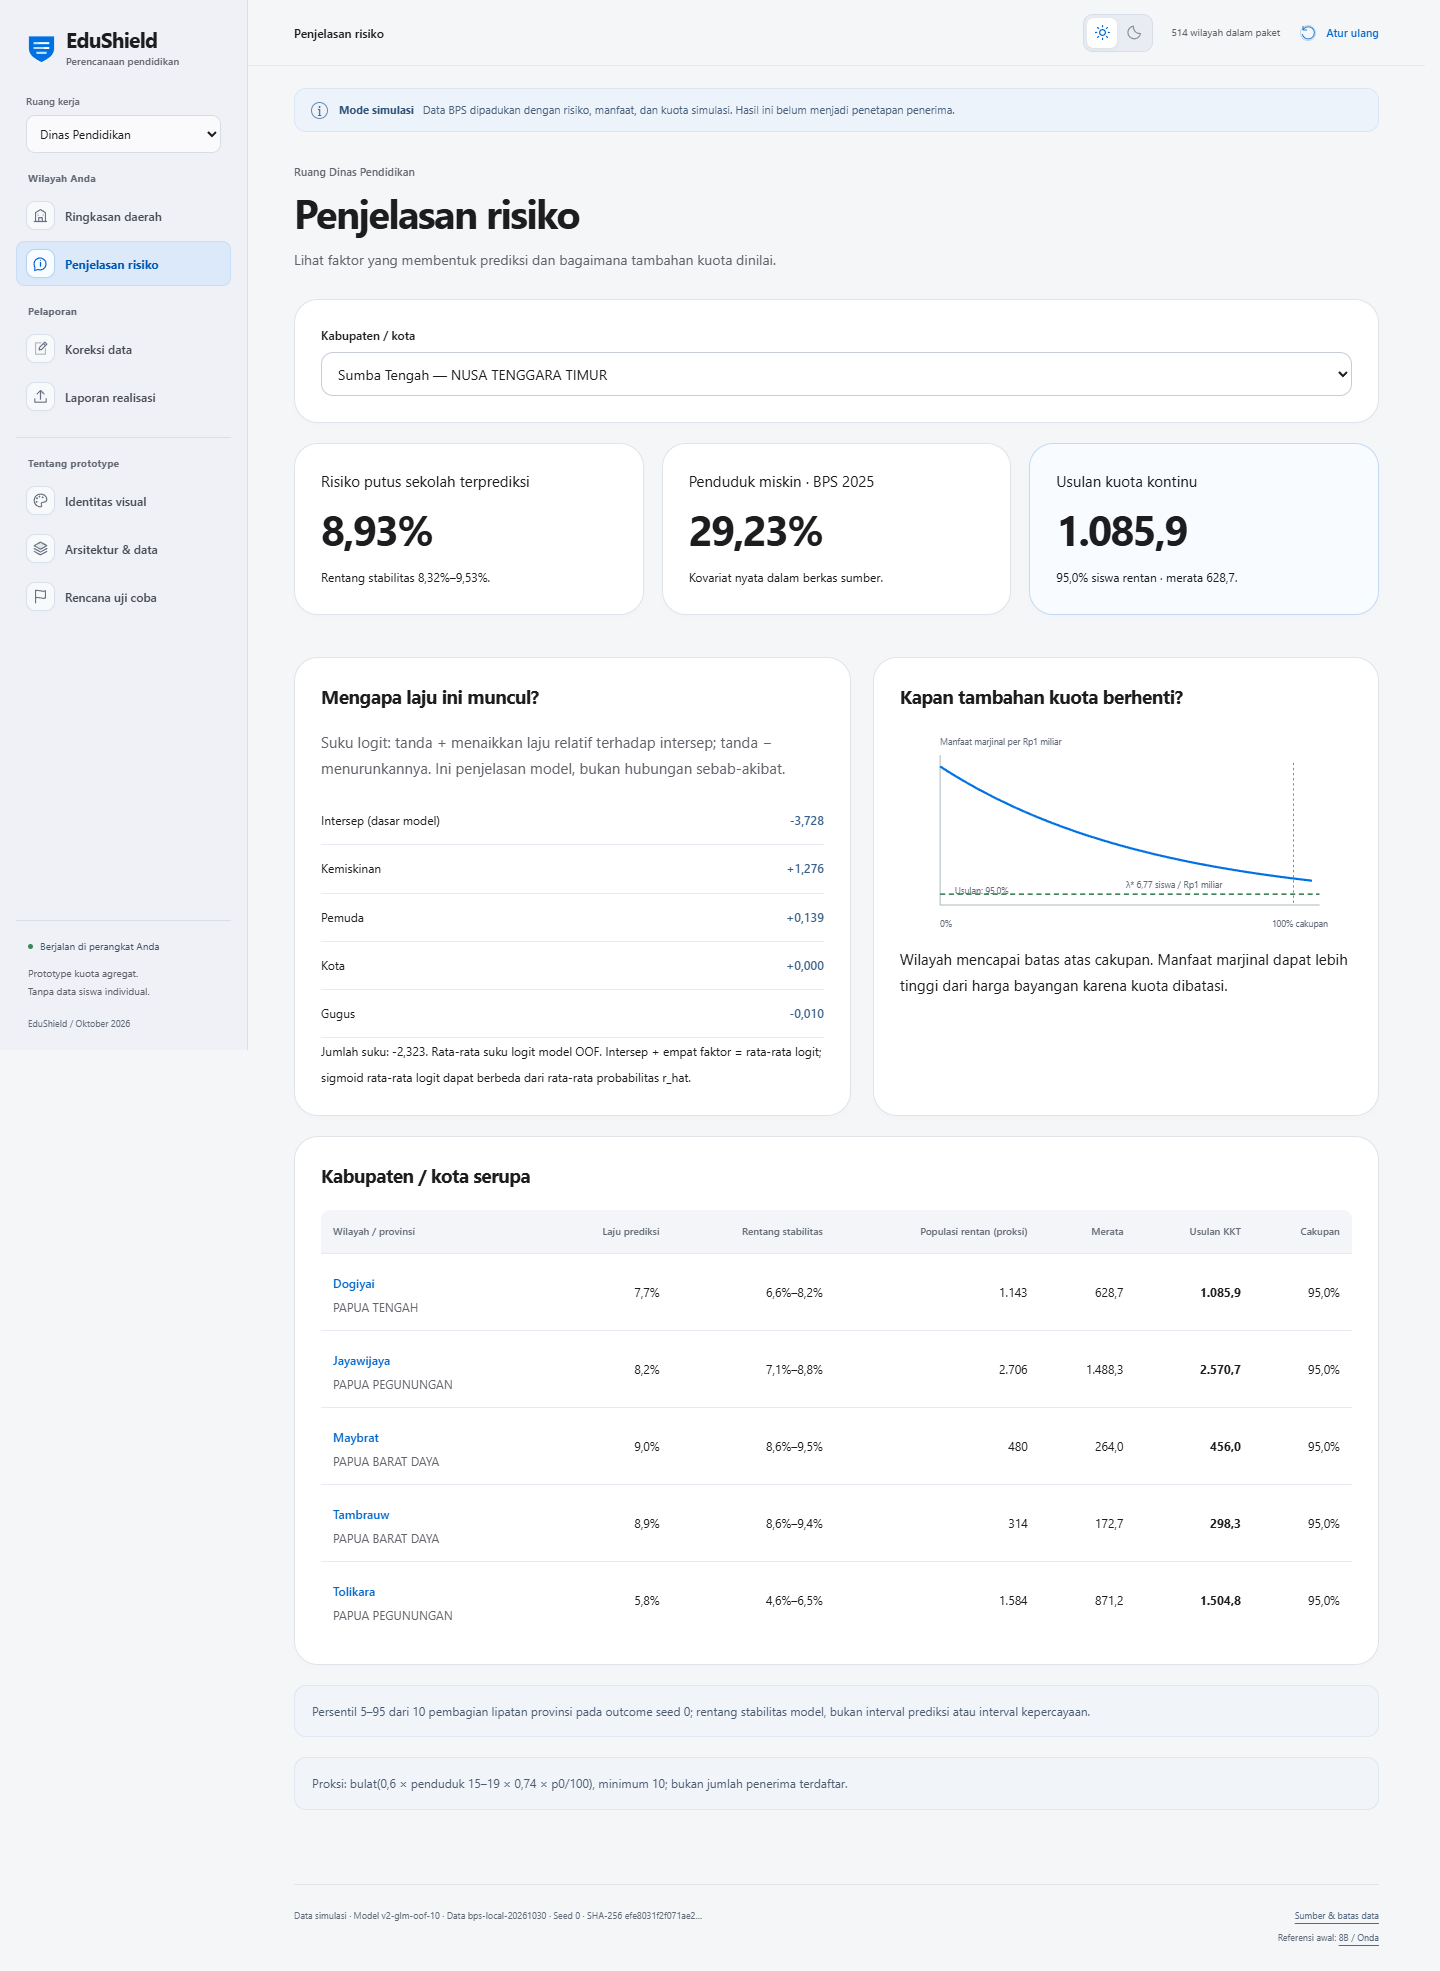 EduShield
Perencanaan pendidikan
Ruang kerja
Dinas Pendidikan
Wilayah Anda
Ringkasan daerah
Penjelasan risiko
Pelaporan
Koreksi data
Laporan realisasi
Tentang prototype
Identitas visual
Arsitektur & data
Rencana uji coba
Berjalan di perangkat Anda
Prototype kuota agregat.
Tanpa data siswa individual.
EduShield / Oktober 2026
Penjelasan risiko
514 wilayah dalam paket
Atur ulang
Mode simulasi Data BPS dipadukan dengan risiko, manfaat, dan kuota simulasi. Hasil ini belum menjadi penetapan penerima.
Ruang Dinas Pendidikan
Penjelasan risiko
Lihat faktor yang membentuk prediksi dan bagaimana tambahan kuota dinilai.
Kabupaten / kota
Sumba Tengah — NUSA TENGGARA TIMUR
Risiko putus sekolah terprediksi
8,93%
Rentang stabilitas 8,32%–9,53%.
Penduduk miskin · BPS 2025
29,23%
Kovariat nyata dalam berkas sumber.
Usulan kuota kontinu
1.085,9
95,0% siswa rentan · merata 628,7.
Mengapa laju ini muncul?
Suku logit: tanda + menaikkan laju relatif terhadap intersep; tanda −
menurunkannya. Ini penjelasan model, bukan hubungan sebab-akibat.
Intersep (dasar model) -3,728
Kemiskinan +1,276
Pemuda +0,139
Kota +0,000
Gugus -0,010
Jumlah suku: -2,323. Rata-rata suku logit model OOF. Intersep + empat faktor = rata-rata logit;
sigmoid rata-rata logit dapat berbeda dari rata-rata probabilitas r_hat.
Kapan tambahan kuota berhenti?
Manfaat marjinal per Rp1 miliar
λ* 6,77 siswa / Rp1 miliar
Usulan: 95,0%
0% 100% cakupan
Wilayah mencapai batas atas cakupan. Manfaat marjinal dapat lebih
tinggi dari harga bayangan karena kuota dibatasi.
Kabupaten / kota serupa
Wilayah / provinsi Laju prediksi Rentang stabilitas Populasi rentan (proksi) Merata Usulan KKT Cakupan
Dogiyai
PAPUA TENGAH
7,7% 6,6%–8,2% 1.143 628,7 1.085,9 95,0%
Jayawijaya
PAPUA PEGUNUNGAN
8,2% 7,1%–8,8% 2.706 1.488,3 2.570,7 95,0%
Maybrat
PAPUA BARAT DAYA
9,0% 8,6%–9,5% 480 264,0 456,0 95,0%
Tambrauw
PAPUA BARAT DAYA
8,9% 8,6%–9,4% 314 172,7 298,3 95,0%
Tolikara
PAPUA PEGUNUNGAN
5,8% 4,6%–6,5% 1.584 871,2 1.504,8 95,0%
Persentil 5–95 dari 10 pembagian lipatan provinsi pada outcome seed 0; rentang stabilitas model, bukan interval prediksi atau interval kepercayaan.
Proksi: bulat(0,6 × penduduk 15–19 × 0,74 × p0/100), minimum 10; bukan jumlah penerima terdaftar.
Data simulasi · Model v2-glm-oof-10 · Data bps-local-20261030 · Seed 0 · SHA-256 efe8031f2f071ae2…
Sumber & batas data
Referensi awal: 8B / Onda